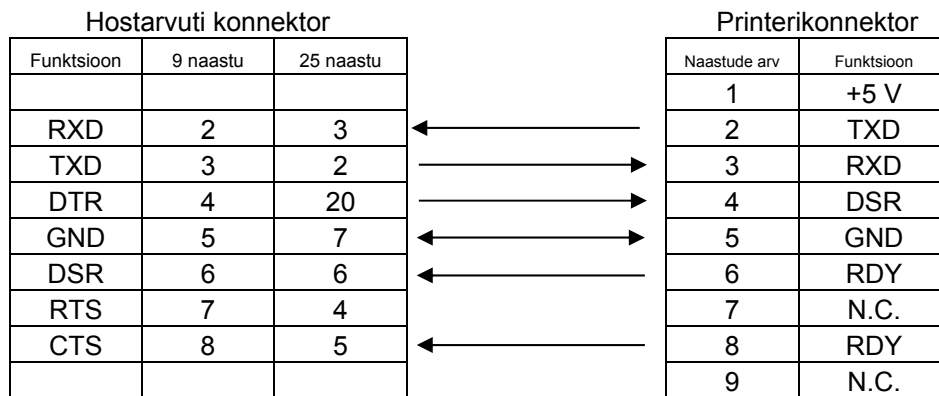 Hostarvuti konnektor Printerikonnektor
Funktsioon 9 naastu 25 naastu Naastude arv Funktsioon
1 +5 V
RXD 2 3 2 TXD
TXD 3 2 3 RXD
DTR 4 20 4 DSR
GND 5 7 5 GND
DSR 6 6 6 RDY
RTS 7 4 7 N.C.
CTS 8 5 8 RDY
9 N.C.